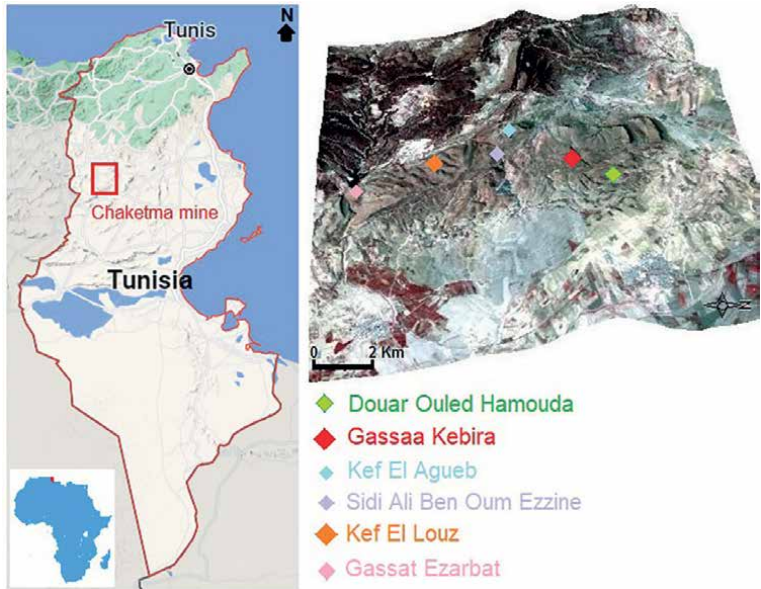 N
Tunis
Chaketma mine
Tunisia
N
0 2 Km
Douar Ouled Hamouda
Gassaa Kebira
Kef El Agueb
Sidi Ali Ben Oum Ezzine
Kef El Louz
Gassat Ezarbat